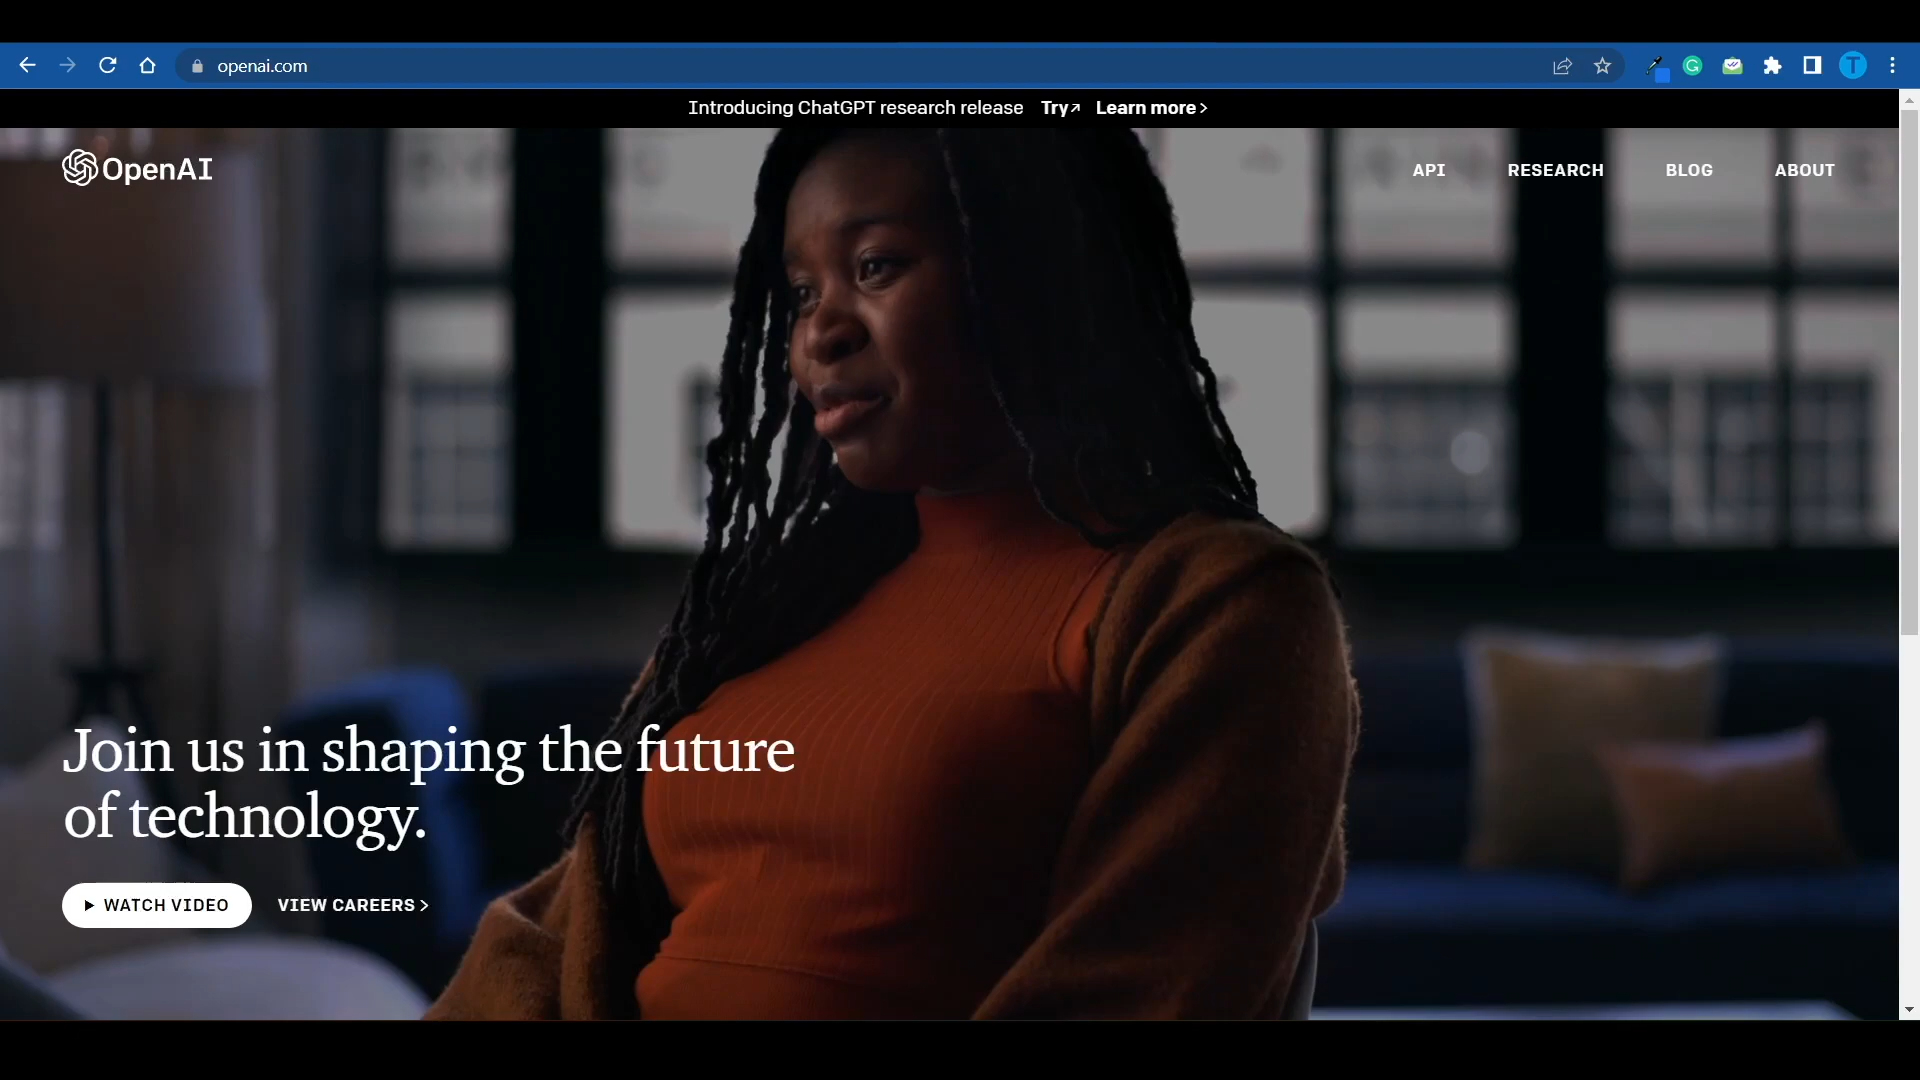 openai.com
T
Introducing ChatGPT research release Try↗ Learn more >
OpenAI
API RESEARCH BLOG ABOUT
Join us in shaping the future
of technology.
WATCH VIDEO VIEW CAREERS >